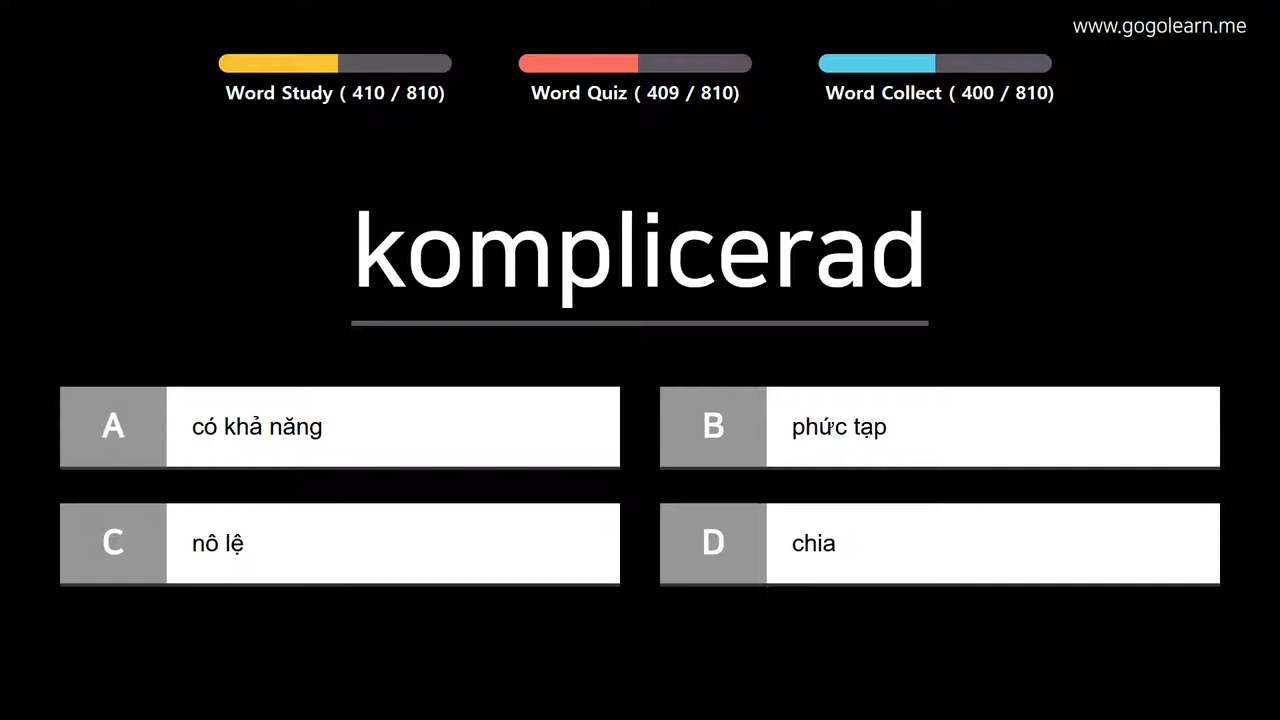 www.gogolearn.me
Word Study ( 410 / 810)
Word Quiz ( 409 / 810)
Word Collect ( 400 / 810)
komplicerad
A có khả năng
B phức tạp
C nô lệ
D chia